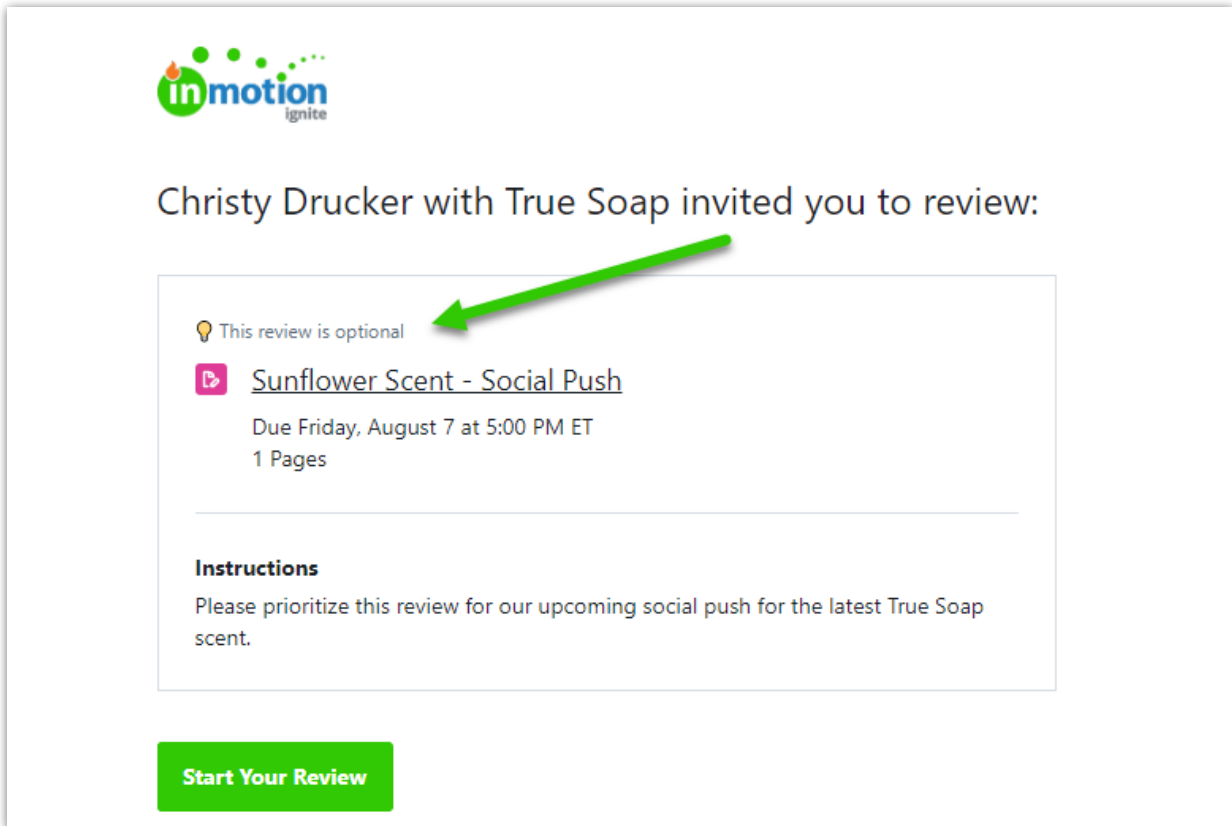 inmotion
ignite
Christy Drucker with True Soap invited you to review:
This review is optional
Sunflower Scent - Social Push
Due Friday, August 7 at 5:00 PM ET
1 Pages
Instructions
Please prioritize this review for our upcoming social push for the latest True Soap
scent.
Start Your Review